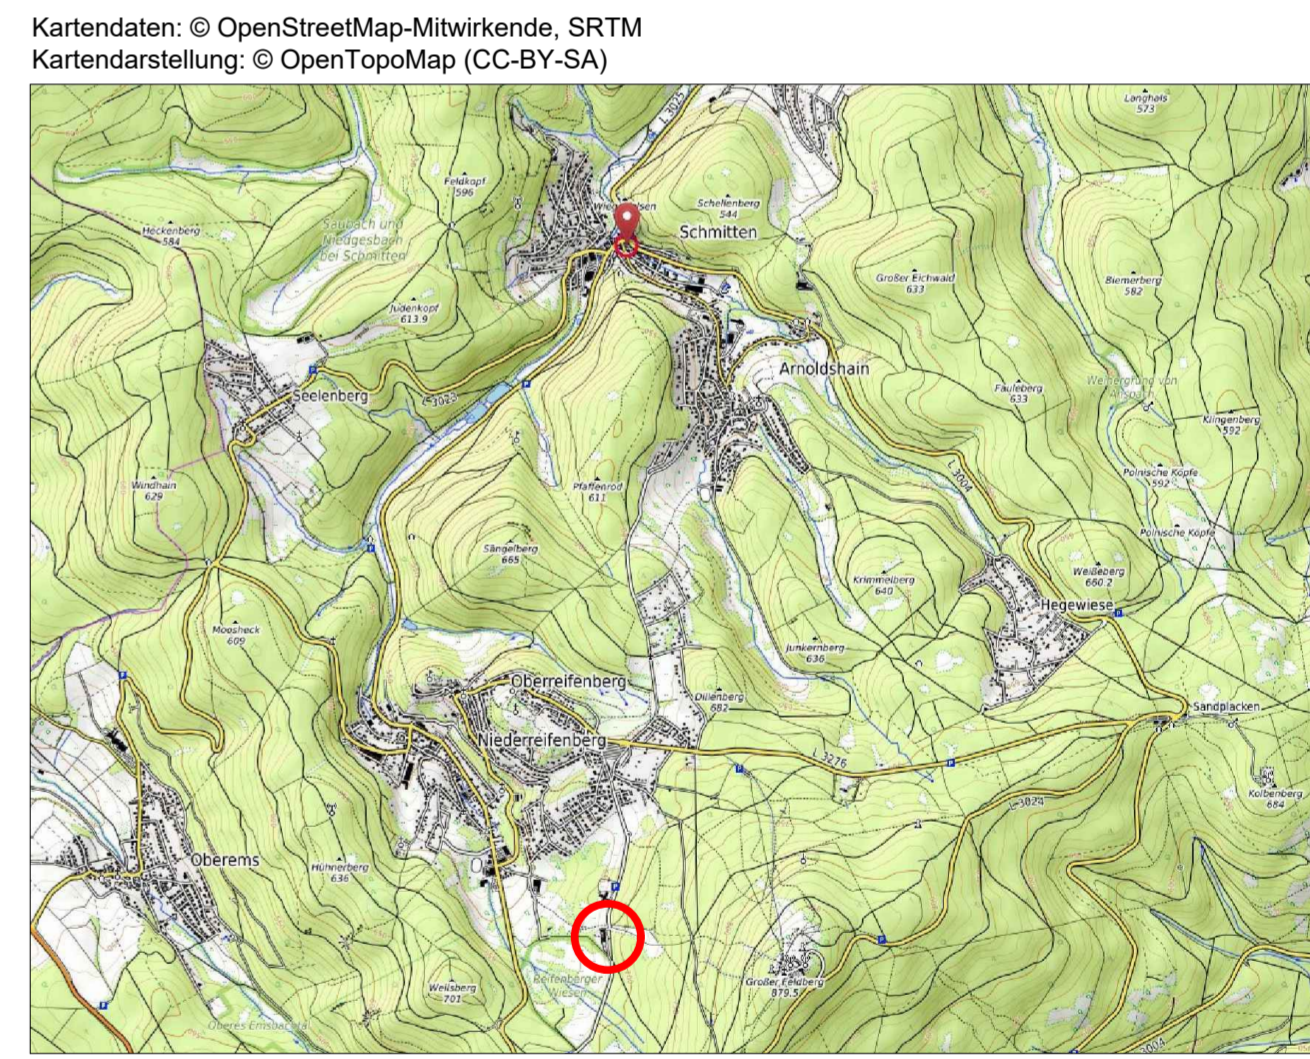 Kartendaten: © OpenStreetMap-Mitwirkende, SRTM
Kartendarstellung: © OpenTopoMap (CC-BY-SA)
Langhals
573
L 3025
Feldkopf
596
Schellenberg
544
Schmitten
Heckenberg
584
Saubach und
Niedgesbach
bei Schmitten
Großer Eichwald
633
Biemerberg
582
Judenkopf
613.9
Arnoldshain
Seelenberg
L 3023
Fauleberg
633
Klingenberg
592
Windhain
629
Pfaffenrod
611
L 3004
Polnische Köpfe
592
Polnische Köpfe
Sängelberg
665
Krimmelberg
640
Weißeberg
660.2
Hegewiese
Moosheck
609
Junkernberg
636
Oberreifenberg
Dillenberg
682
Sandplacken
Niederreifenberg
L 3276
Kolbenberg
684
L 3024
Oberems
Hühnerberg
636
Reifenberger
Wiesen
Großer Feldberg
879.5
Weilsberg
701
Oberes Emsbachtal
3004